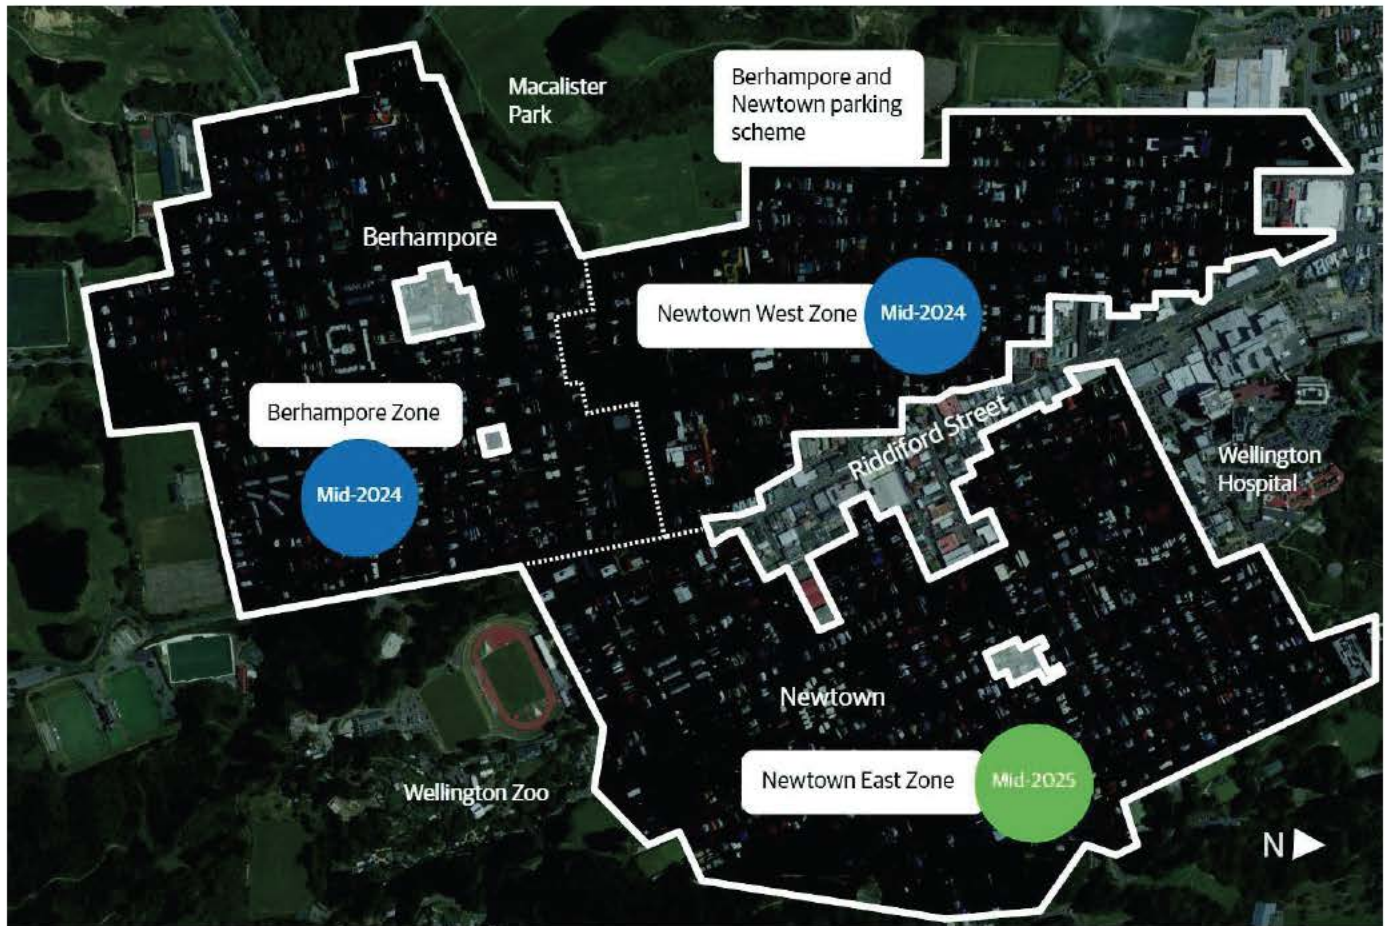 Macalister
Park
Berhampore and
Newtown parking
scheme
Berhampore
Newtown West Zone
Mid-2024
Berhampore Zone
Mid-2024
Riddiford Street
Wellington
Hospital
Newtown
Newtown East Zone
Mid-2025
Wellington Zoo
N